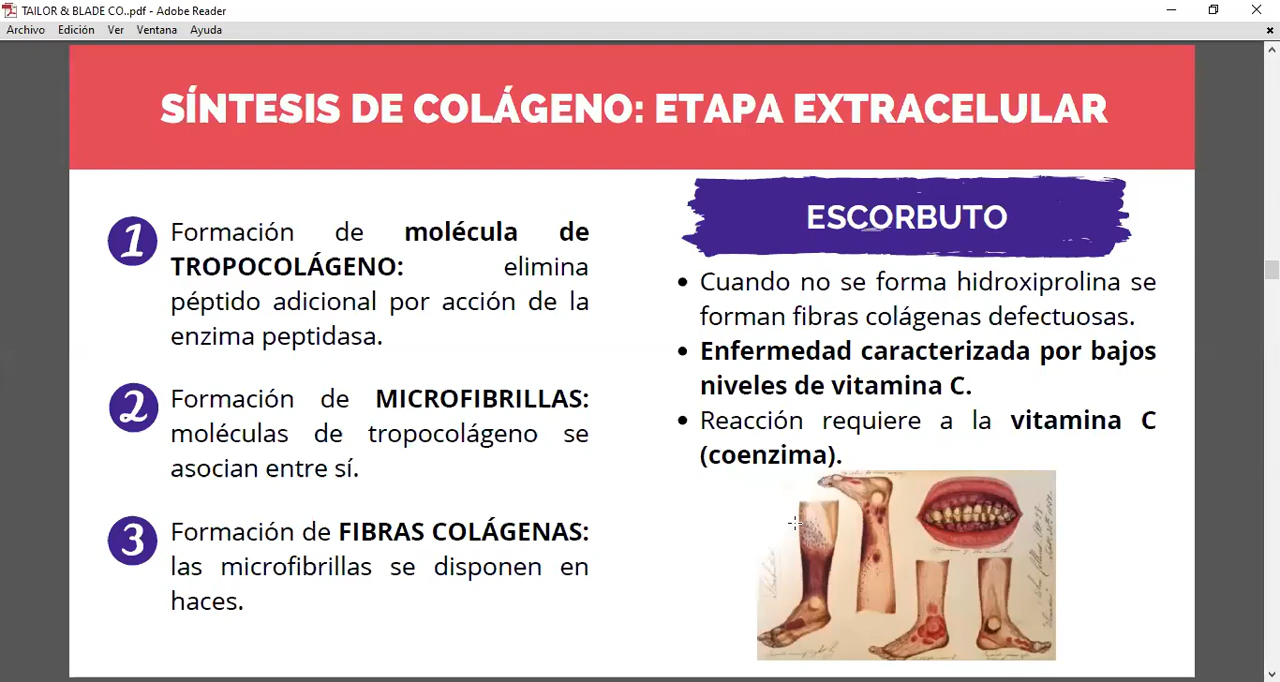 TAILOR & BLADE CO..pdf - Adobe Reader
Archivo Edición Ver Ventana Ayuda
SÍNTESIS DE COLÁGENO: ETAPA EXTRACELULAR
1
Formación de molécula de
TROPOCOLÁGENO: elimina
péptido adicional por acción de la
enzima peptidasa.
2
Formación de MICROFIBRILLAS:
moléculas de tropocolágeno se
asocian entre sí.
3
Formación de FIBRAS COLÁGENAS:
las microfibrillas se disponen en
haces.
ESCORBUTO
• Cuando no se forma hidroxiprolina se
forman fibras colágenas defectuosas.
• Enfermedad caracterizada por bajos
niveles de vitamina C.
• Reacción requiere a la vitamina C
(coenzima).